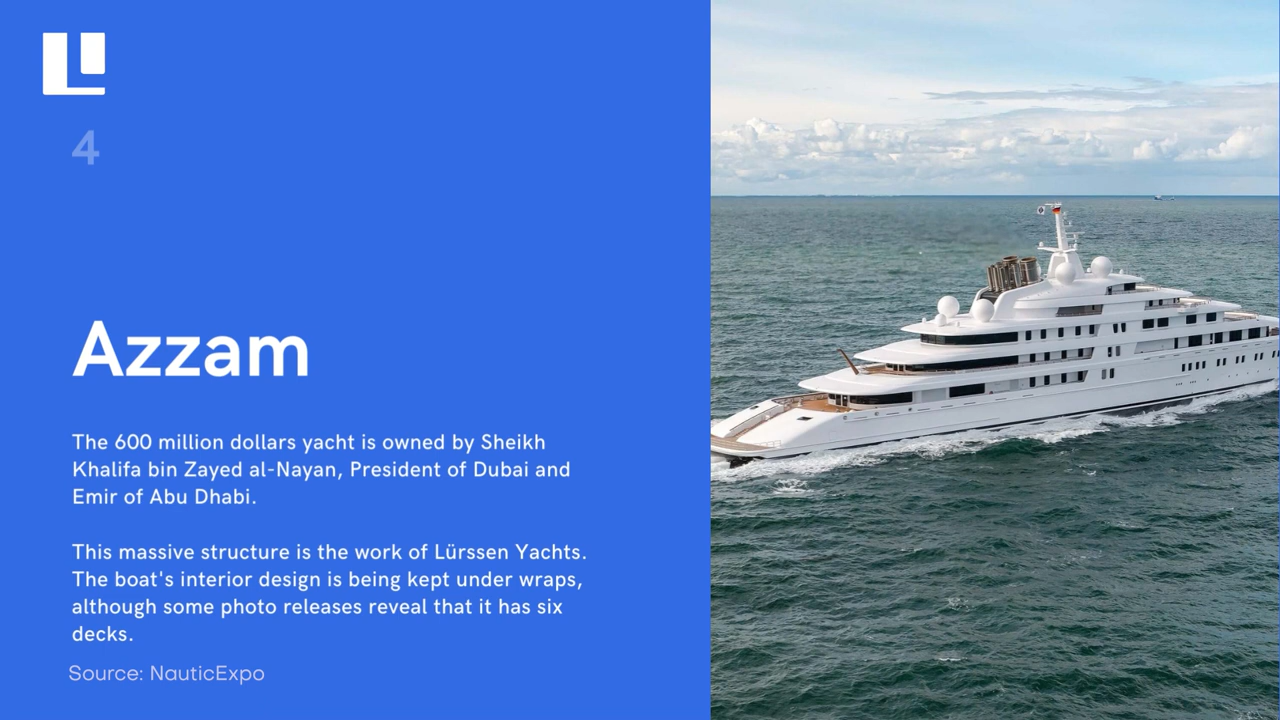 4
Azzam
The 600 million dollars yacht is owned by Sheikh
Khalifa bin Zayed al-Nayan, President of Dubai and
Emir of Abu Dhabi.
This massive structure is the work of Lürssen Yachts.
The boat's interior design is being kept under wraps,
although some photo releases reveal that it has six
decks.
Source: NauticExpo